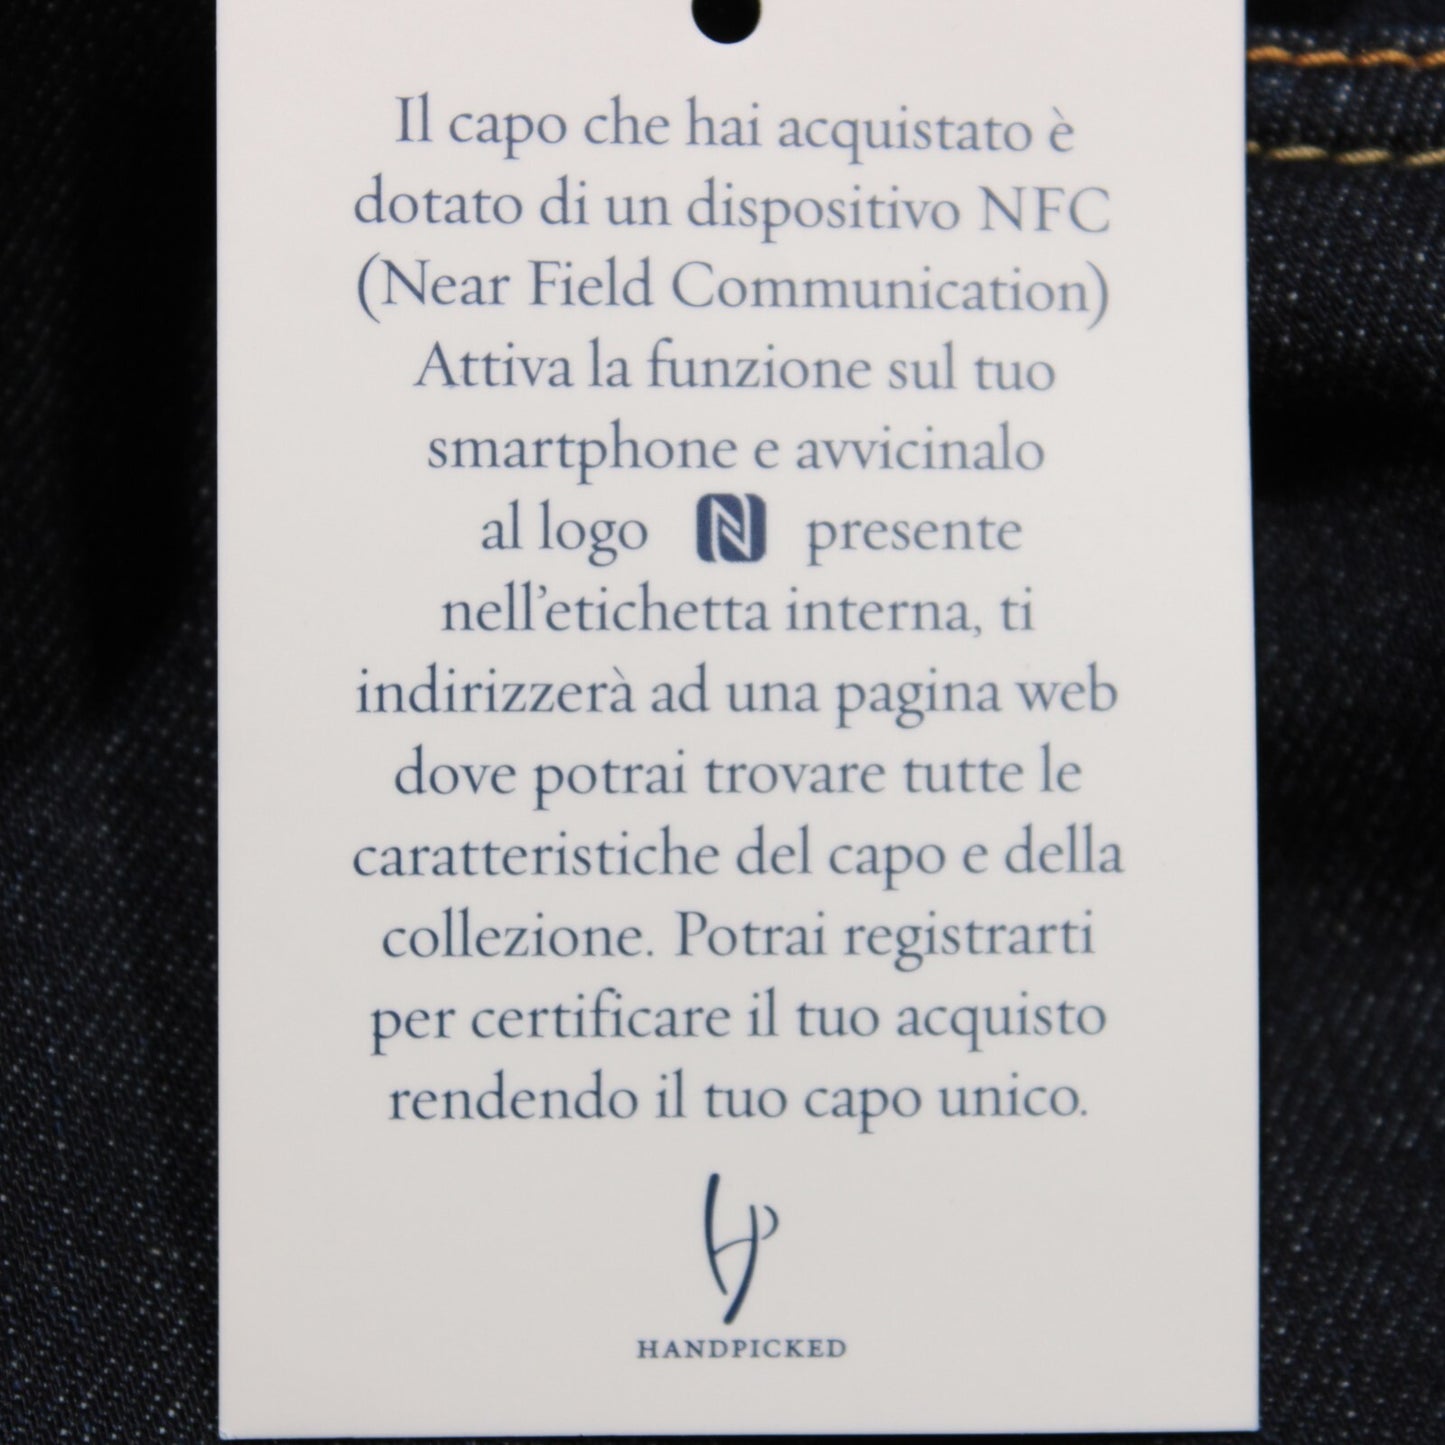 Il capo che hai acquistato è
dotato di un dispositivo NFC
(Near Field Communication)
Attiva la funzione sul tuo
smartphone e avvicinalo
al logo N presente
nell’etichetta interna, ti
indirizzerà ad una pagina web
dove potrai trovare tutte le
caratteristiche del capo e della
collezione. Potrai registrarti
per certificare il tuo acquisto
rendendo il tuo capo unico.
HANDPICKED